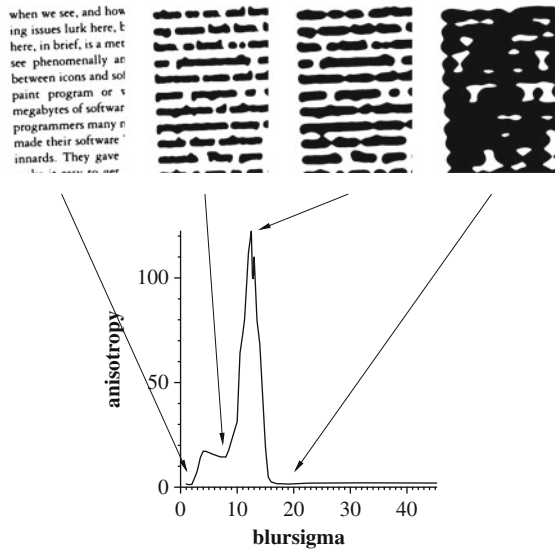 when we see, and how
ing issues lurk here, b
here, in brief, is a met
see phenomenally an
between icons and sof
paint program or v
megabytes of softwar
programmers many n
made their software
innards. They gave
100
50
0
anisotropy
0 10 20 30 40
blursigma